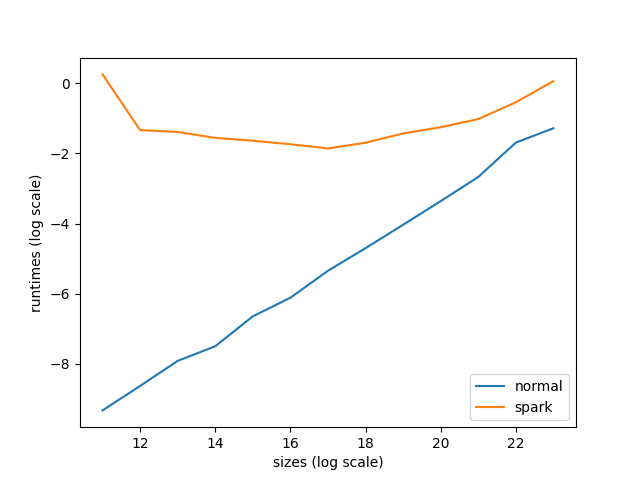 0
−2
−4
−6
−8
runtimes (log scale)
12 14 16 18 20 22
sizes (log scale)
normal
spark